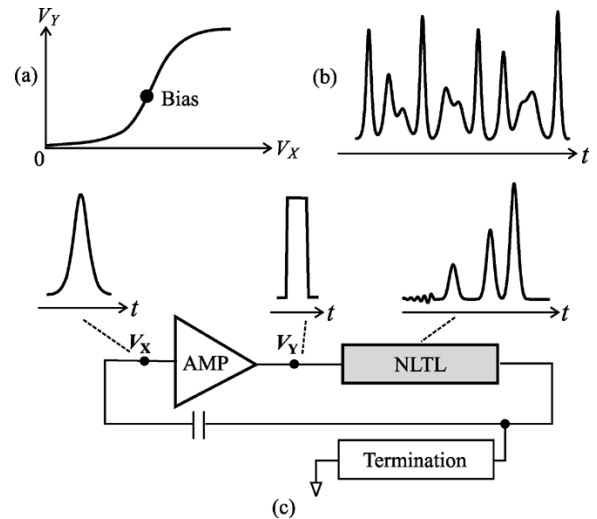 V_Y
(a)
Bias
0
V_X
(b)
t
t
t
t
V_X
AMP
V_Y
NLTL
Termination
(c)